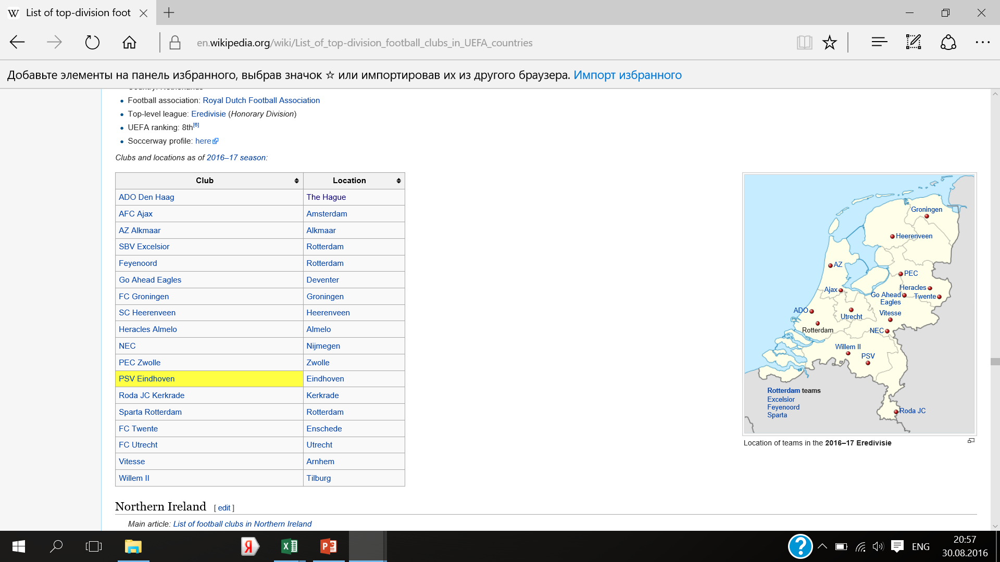 List of top-division foot
en.wikipedia.org/wiki/List_of_top-division_football_clubs_in_UEFA_countries
Добавьте элементы на панель избранного, выбрав значок ☆ или импортировав их из другого браузера. Импорт избранного
Country: Netherlands
Football association: Royal Dutch Football Association
Top-level league: Eredivisie (Honorary Division)
UEFA ranking: 8th[6]
Soccerway profile: here
Clubs and locations as of 2016–17 season:
Club Location
ADO Den Haag The Hague
AFC Ajax Amsterdam
AZ Alkmaar Alkmaar
SBV Excelsior Rotterdam
Feyenoord Rotterdam
Go Ahead Eagles Deventer
FC Groningen Groningen
SC Heerenveen Heerenveen
Heracles Almelo Almelo
NEC Nijmegen
PEC Zwolle Zwolle
PSV Eindhoven Eindhoven
Roda JC Kerkrade Kerkrade
Sparta Rotterdam Rotterdam
FC Twente Enschede
FC Utrecht Utrecht
Vitesse Arnhem
Willem II Tilburg
Groningen
Heerenveen
AZ
PEC
Ajax
Heracles
Go Ahead
Eagles
Twente
ADO
Utrecht
Vitesse
Rotterdam
NEC
Willem II
PSV
Rotterdam teams
Excelsior
Feyenoord
Sparta
Roda JC
Location of teams in the 2016–17 Eredivisie
Northern Ireland [ edit ]
Main article: List of football clubs in Northern Ireland
ENG
20:57
30.08.2016